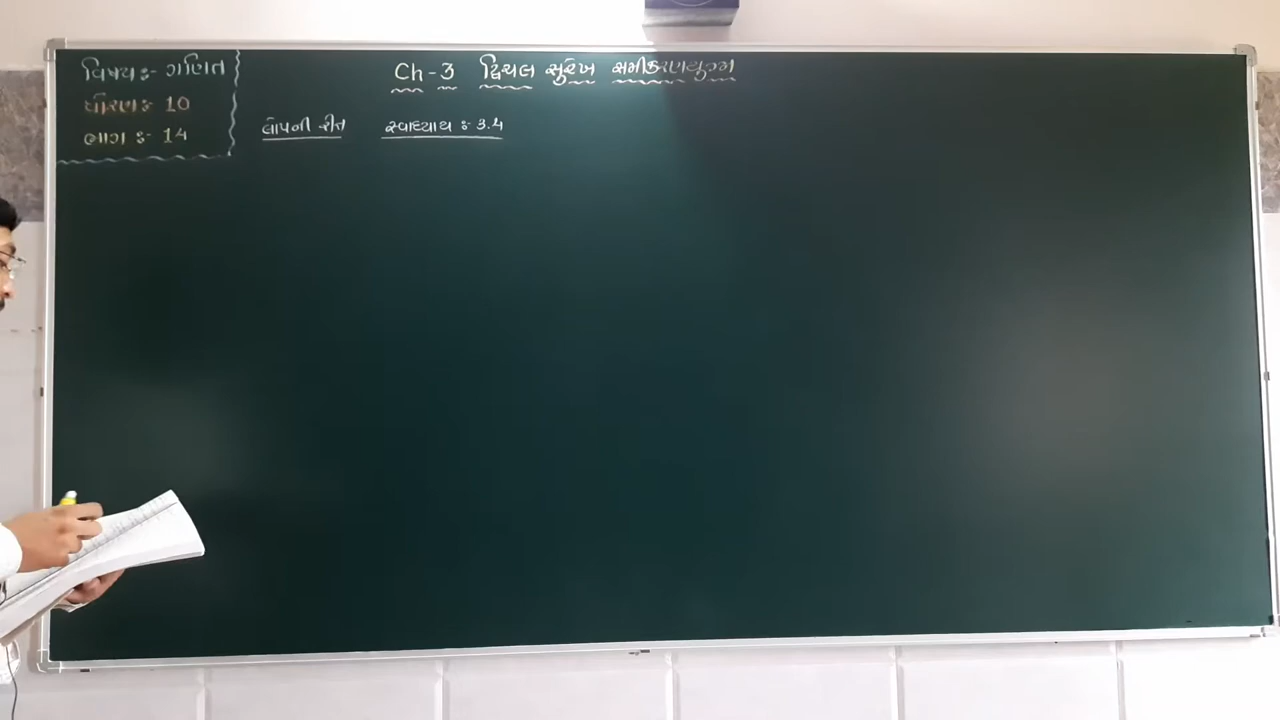 વિષય :- ગણિત
ધોરણ : 10
ભાગ :- 14
Ch - 3 દ્વિચલ સુરેખ સમીકરણયુગ્મ
લોપની રીત સ્વાધ્યાય :- 3.4